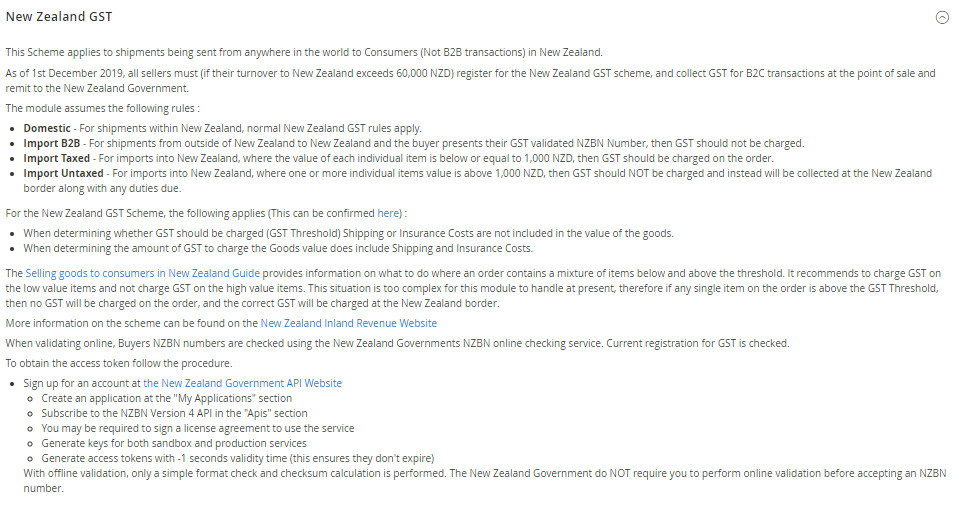 New Zealand GST
This Scheme applies to shipments being sent from anywhere in the world to Consumers (Not B2B transactions) in New Zealand.
As of 1st December 2019, all sellers must (if their turnover to New Zealand exceeds 60,000 NZD) register for the New Zealand GST scheme, and collect GST for B2C transactions at the point of sale and
remit to the New Zealand Government.
The module assumes the following rules :
• Domestic - For shipments within New Zealand, normal New Zealand GST rules apply.
• Import B2B - For shipments from outside of New Zealand to New Zealand and the buyer presents their GST validated NZBN Number, then GST should not be charged.
• Import Taxed - For imports into New Zealand, where the value of each individual item is below or equal to 1,000 NZD, then GST should be charged on the order.
• Import Untaxed - For imports into New Zealand, where one or more individual items value is above 1,000 NZD, then GST should NOT be charged and instead will be collected at the New Zealand
border along with any duties due.
For the New Zealand GST Scheme, the following applies (This can be confirmed here) :
• When determining whether GST should be charged (GST Threshold) Shipping or Insurance Costs are not included in the value of the goods.
• When determining the amount of GST to charge the Goods value does include Shipping and Insurance Costs.
The Selling goods to consumers in New Zealand Guide provides information on what to do where an order contains a mixture of items below and above the threshold. It recommends to charge GST on
the low value items and not charge GST on the high value items. This situation is too complex for this module to handle at present, therefore if any single item on the order is above the GST Threshold,
then no GST will be charged on the order, and the correct GST will be charged at the New Zealand border.
More information on the scheme can be found on the New Zealand Inland Revenue Website
When validating online, Buyers NZBN numbers are checked using the New Zealand Governments NZBN online checking service. Current registration for GST is checked.
To obtain the access token follow the procedure.
• Sign up for an account at the New Zealand Government API Website
○ Create an application at the "My Applications" section
○ Subscribe to the NZBN Version 4 API in the "Apis" section
○ You may be required to sign a license agreement to use the service
○ Generate keys for both sandbox and production services
○ Generate access tokens with -1 seconds validity time (this ensures they don't expire)
With offline validation, only a simple format check and checksum calculation is performed. The New Zealand Government do NOT require you to perform online validation before accepting an NZBN
number.